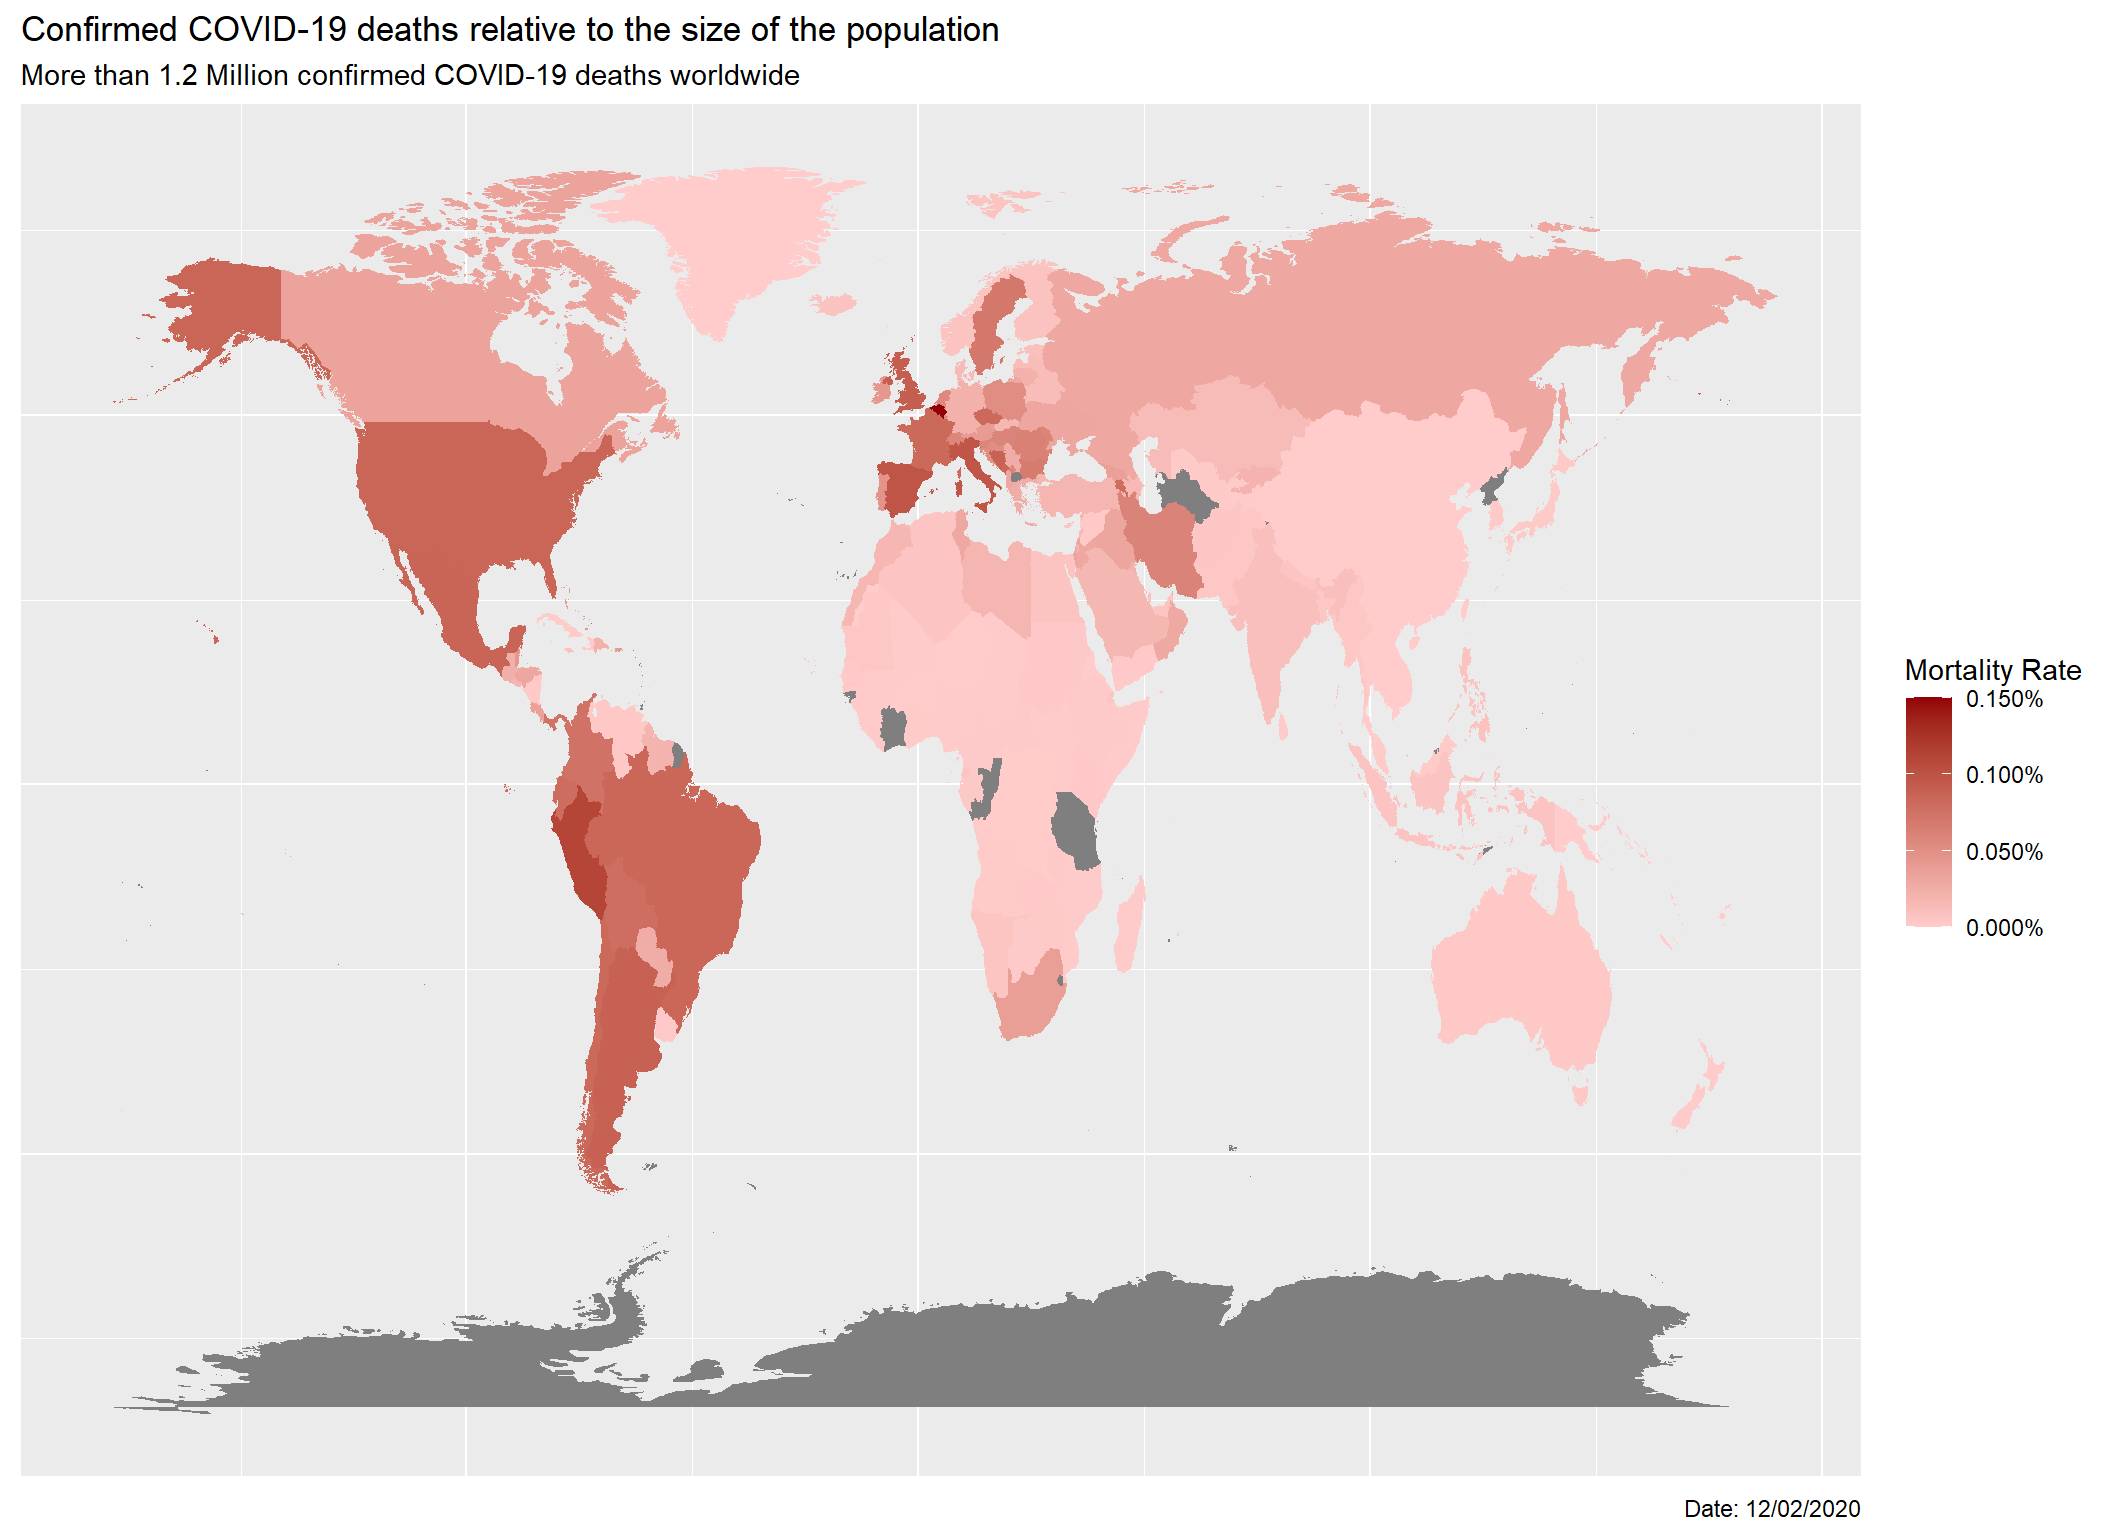 Confirmed COVID-19 deaths relative to the size of the population
More than 1.2 Million confirmed COVID-19 deaths worldwide
Mortality Rate
0.150%
0.100%
0.050%
0.000%
Date: 12/02/2020